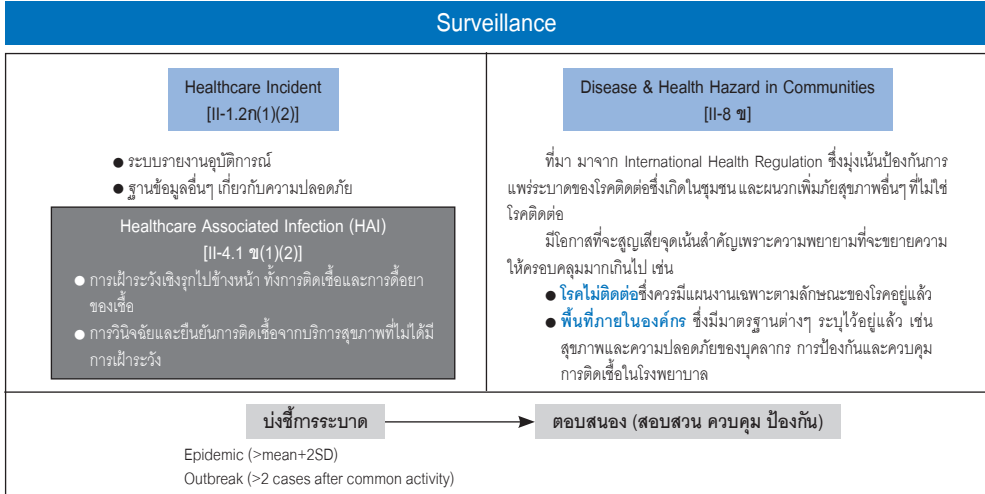 Surveillance
Healthcare Incident
[II-1.2ก(1)(2)]
● ระบบรายงานอุบัติการณ์
● ฐานข้อมูลอื่นๆ เกี่ยวกับความปลอดภัย
Healthcare Associated Infection (HAI)
[II-4.1 ข(1)(2)]
● การเฝ้าระวังเชิงรุกไปข้างหน้า ทั้งการติดเชื้อและการดื้อยา
ของเชื้อ
● การวินิจฉัยและยืนยันการติดเชื้อจากบริการสุขภาพที่ไม่ได้มี
การเฝ้าระวัง
Disease & Health Hazard in Communities
[II-8 ข]
ที่มา มาจาก International Health Regulation ซึ่งมุ่งเน้นป้องกันการ
แพร่ระบาดของโรคติดต่อซึ่งเกิดในชุมชน และผนวกเพิ่มภัยสุขภาพอื่นๆ ที่ไม่ใช่
โรคติดต่อ
มีโอกาสที่จะสูญเสียจุดเน้นสำคัญเพราะความพยายามที่จะขยายความ
ให้ครอบคลุมมากเกินไป เช่น
● โรคไม่ติดต่อซึ่งควรมีแผนงานเฉพาะตามลักษณะของโรคอยู่แล้ว
● พื้นที่ภายในองค์กร ซึ่งมีมาตรฐานต่างๆ ระบุไว้อยู่แล้ว เช่น
สุขภาพและความปลอดภัยของบุคลากร การป้องกันและควบคุม
การติดเชื้อในโรงพยาบาล
บ่งชี้การระบาด
ตอบสนอง (สอบสวน ควบคุม ป้องกัน)
Epidemic (>mean+2SD)
Outbreak (>2 cases after common activity)